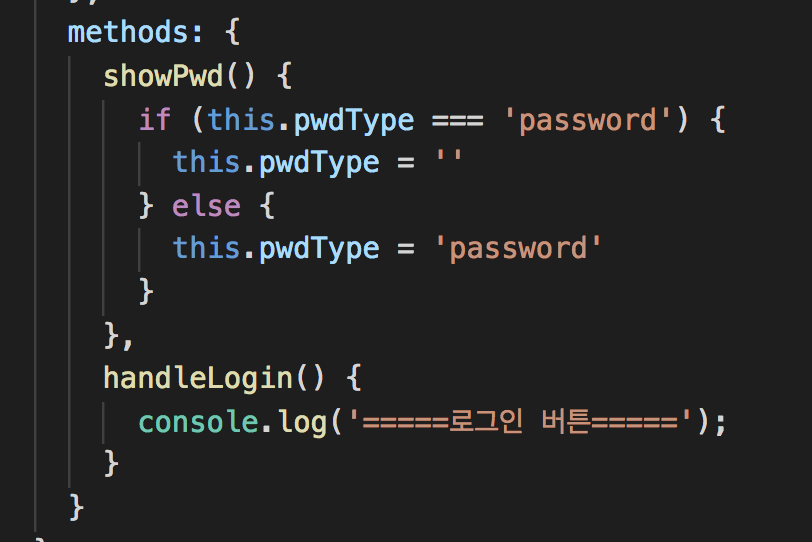 methods: {
showPwd() {
if (this.pwdType === 'password') {
this.pwdType = ''
} else {
this.pwdType = 'password'
}
},
handleLogin() {
console.log('=====로그인 버튼=====');
}
}